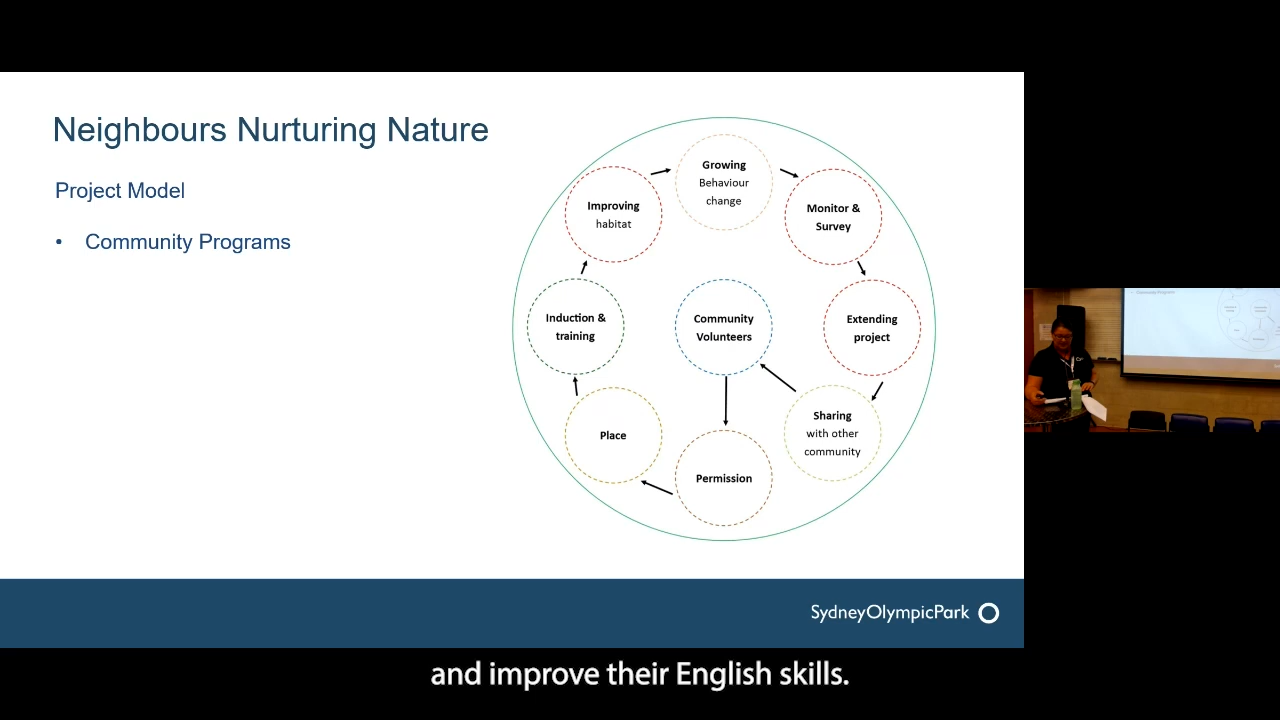 Neighbours Nurturing Nature
Project Model
• Community Programs
Growing
Behaviour
change
Monitor &
Survey
Extending
project
Sharing
with other
community
Community
Volunteers
Permission
Place
Induction &
training
Improving
habitat
SydneyOlympicPark
and improve their English skills.